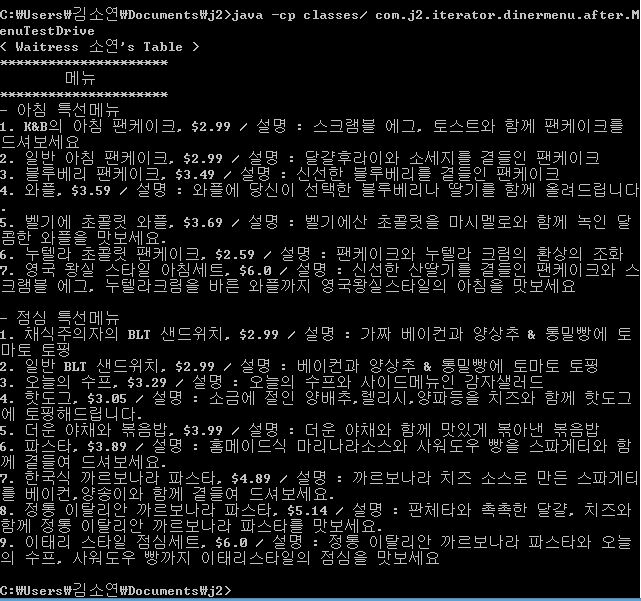 C:\Users\김소연\Documents\j2>java -cp classes/ com.j2.iterator.dinermenu.after.M
enuTestDrive
< Waitress 소연's Table >
*********************
메뉴
*********************
- 아침 특선메뉴
1. K&B의 아침 팬케이크, $2.99 / 설명 : 스크램블 에그, 토스트와 함께 팬케이크를
드셔보세요
2. 일반 아침 팬케이크, $2.99 / 설명 : 달걀후라이와 소세지를 곁들인 팬케이크
3. 블루베리 팬케이크, $3.49 / 설명 : 신선한 블루베리를 곁들인 팬케이크
4. 와플, $3.59 / 설명 : 와플에 당신이 선택한 블루베리나 딸기를 함께 올려드립니다
.
5. 벨기에 초콜릿 와플, $3.69 / 설명 : 벨기에산 초콜릿을 마시멜로와 함께 녹인 달
콤한 와플을 맛보세요.
6. 누텔라 초콜릿 팬케이크, $2.59 / 설명 : 팬케이크와 누텔라 크림의 환상의 조화
7. 영국 왕실 스타일 아침세트, $6.0 / 설명 : 신선한 산딸기를 곁들인 팬케이크와 스
크램블 에그, 누텔라크림을 바른 와플까지 영국왕실스타일의 아침을 맛보세요
- 점심 특선메뉴
1. 채식주의자의 BLT 샌드위치, $2.99 / 설명 : 가짜 베이컨과 양상추 & 통밀빵에 토
마토 토핑
2. 일반 BLT 샌드위치, $2.99 / 설명 : 베이컨과 양상추 & 통밀빵에 토마토 토핑
3. 오늘의 수프, $3.29 / 설명 : 오늘의 수프와 사이드메뉴인 감자샐러드
4. 핫도그, $3.05 / 설명 : 소금에 절인 양배추,텔리시,양파등을 치즈와 함께 핫도그
에 토핑해드립니다.
5. 더운 야채와 볶음밥, $3.99 / 설명 : 더운 야채와 함께 맛있게 볶아낸 볶음밥
6. 파스타, $3.89 / 설명 : 홈메이드식 마리나라소스와 사워도우 빵을 스파게티와 함
께 곁들여 드셔보세요.
7. 한국식 까르보나라 파스타, $4.89 / 설명 : 까르보나라 치즈 소스로 만든 스파게티
를 베이컨,양송이와 함께 곁들여 드셔보세요.
8. 정통 이탈리안 까르보나라 파스타, $5.14 / 설명 : 판체타와 촉촉한 달걀, 치즈와
함께 정통 이탈리안 까르보나라 파스타를 맛보세요.
9. 이태리 스타일 점심세트, $6.0 / 설명 : 정통 이탈리안 까르보나라 파스타와 오늘
의 수프, 사워도우 빵까지 이태리스타일의 점심을 맛보세요
C:\Users\김소연\Documents\j2>